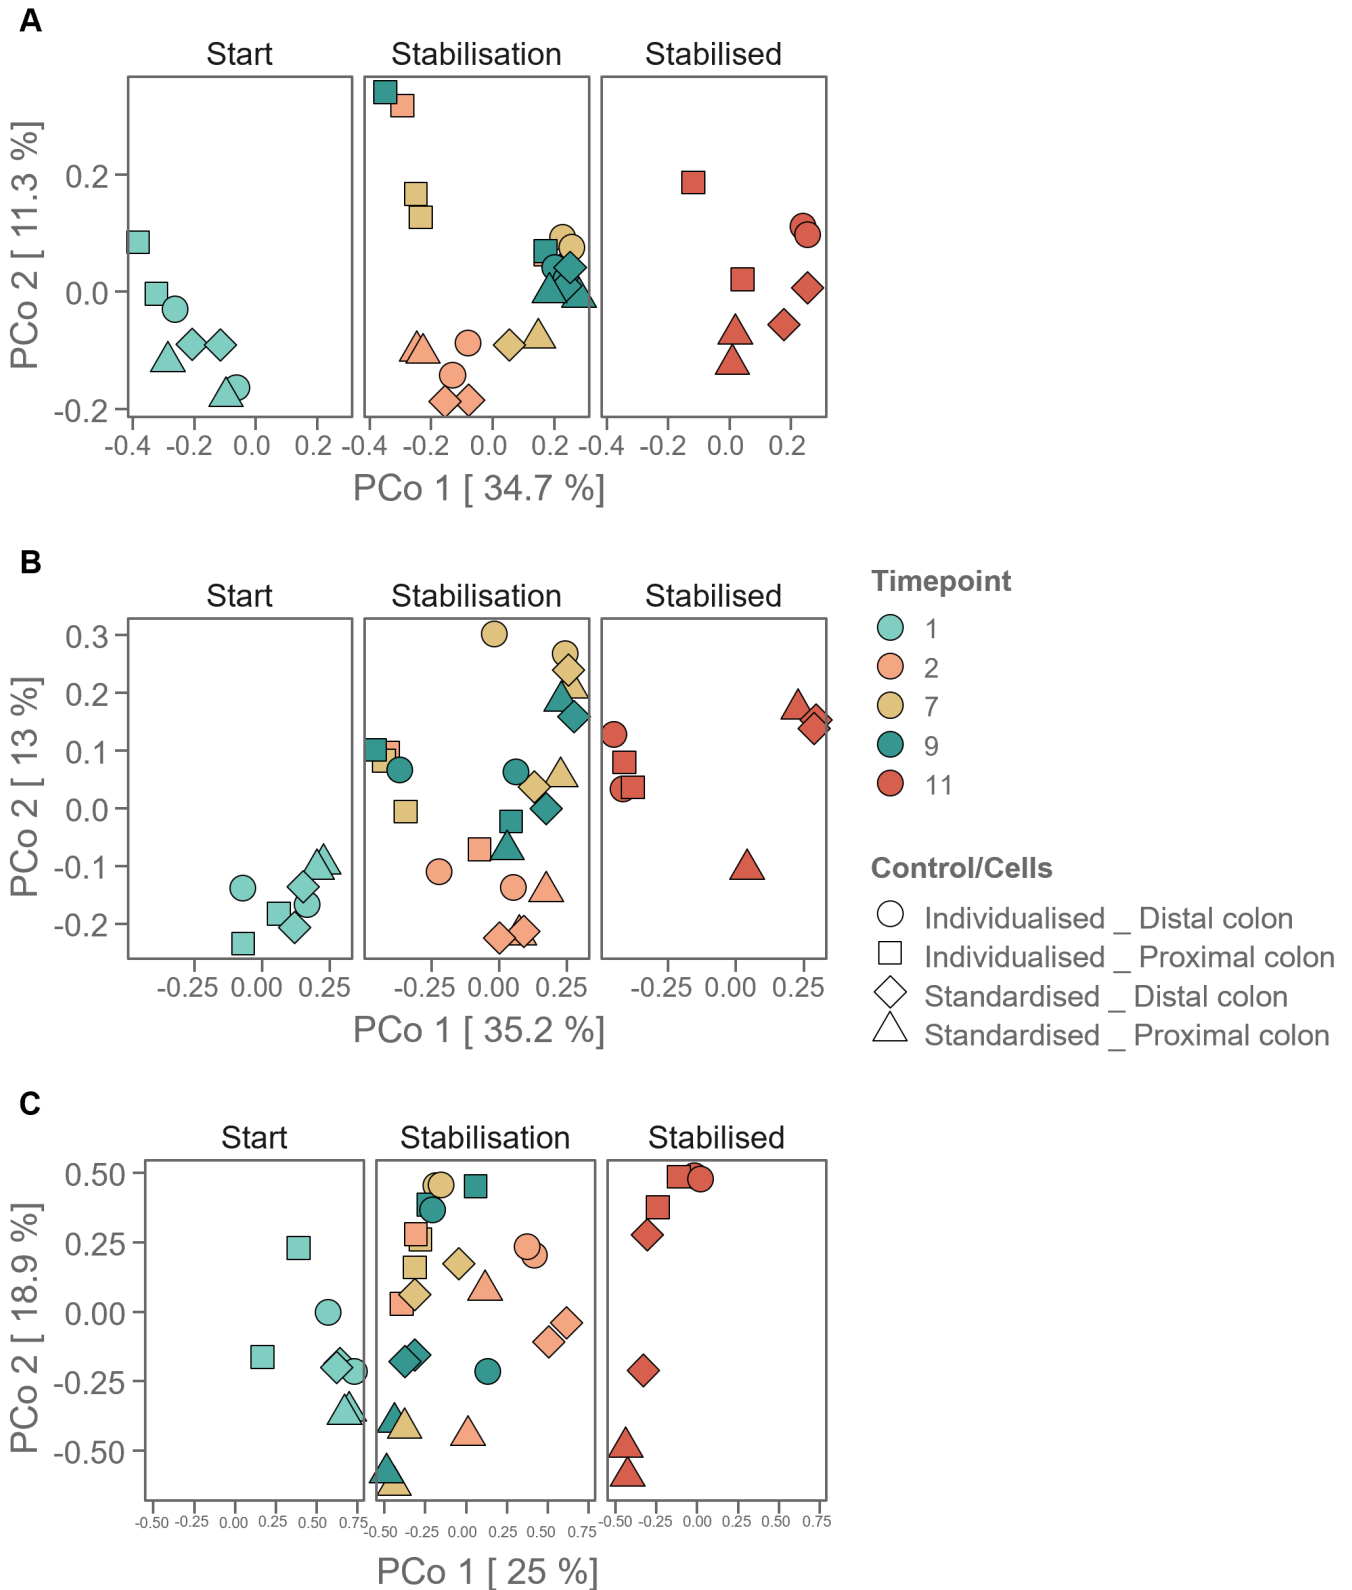 A
Start Stabilisation Stabilised
PCo 2 [ 11.3 %]
0.2
0.0
-0.2
-0.4 -0.2 0.0 0.2 -0.4 -0.2 0.0 0.2 -0.4 -0.2 0.0 0.2
PCo 1 [ 34.7 %]
B
Start Stabilisation Stabilised
PCo 2 [ 13 %]
0.3
0.2
0.1
0.0
-0.1
-0.2
-0.25 0.00 0.25 -0.25 0.00 0.25 -0.25 0.00 0.25
PCo 1 [ 35.2 %]
Timepoint
1
2
7
9
11
Control/Cells
Individualised _ Distal colon
Individualised _ Proximal colon
Standardised _ Distal colon
Standardised _ Proximal colon
C
Start Stabilisation Stabilised
PCo 2 [ 18.9 %]
0.50
0.25
0.00
-0.25
-0.50
-0.50 -0.25 0.00 0.25 0.50 0.75 -0.50 -0.25 0.00 0.25 0.50 0.75 -0.50 -0.25 0.00 0.25 0.50 0.75
PCo 1 [ 25 %]